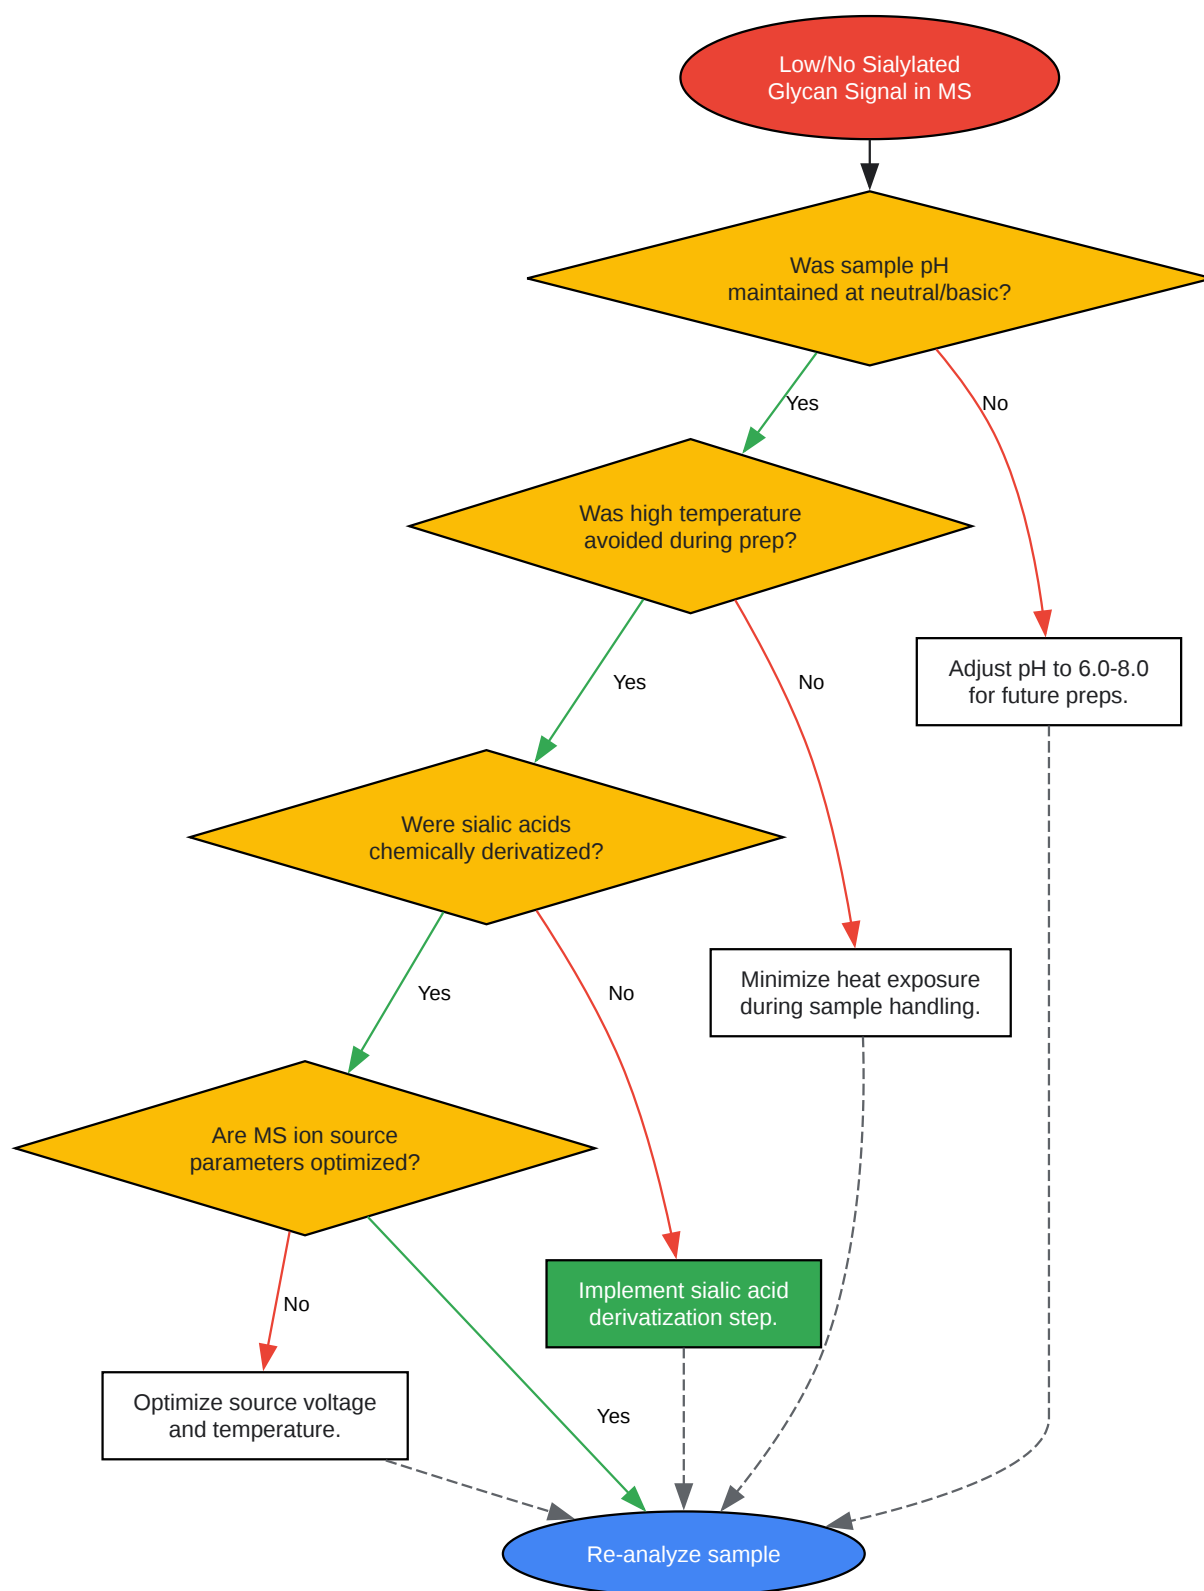 Low/No Sialylated
Glycan Signal in MS
Was sample pH
maintained at neutral/basic?
Yes
No
Was high temperature
avoided during prep?
Adjust pH to 6.0-8.0
for future preps.
Yes
No
Were sialic acids
chemically derivatized?
Minimize heat exposure
during sample handling.
Yes
No
Are MS ion source
parameters optimized?
Implement sialic acid
derivatization step.
No
Optimize source voltage
and temperature.
Yes
Re-analyze sample